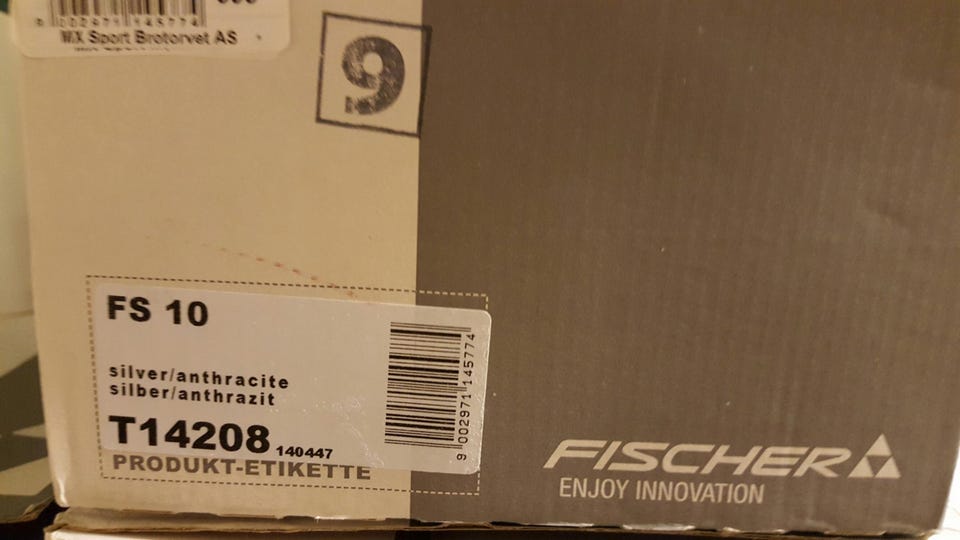 9 002971 145774
WX Sport Brotorvet AS
9
FS 10
silver/anthracite
silber/anthrazit
T14208 140447
PRODUKT-ETIKETTE
9 002971 145774
FISCHER
ENJOY INNOVATION